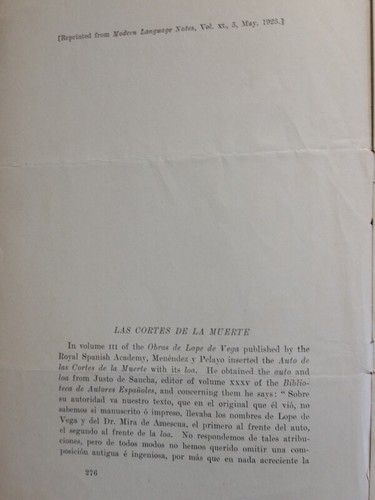 [Reprinted from Modern Language Notes, Vol. XL, 5, May, 1925.]
LAS CORTES DE LA MUERTE
In volume III of the Obras de Lope de Vega published by the
Royal Spanish Academy, Menéndez y Pelayo inserted the Auto de
las Cortes de la Muerte with its loa. He obtained the auto and
loa from Justo de Sancha, editor of volume XXXV of the Biblio-
teca de Autores Españoles, and concerning them he says: " Sobre
su autoridad va nuestro texto, que en el original que él vió, no
sabemos si manuscrito ó impreso, llevaba los nombres de Lope de
Vega y del Dr. Mira de Amescua, el primero al frente del auto,
el segundo al frente de la loa. No respondemos de tales atribu-
ciones, pero de todos modos no hemos querido omitir una com-
posición antigua é ingeniosa, por más que en nada acreciente la
276